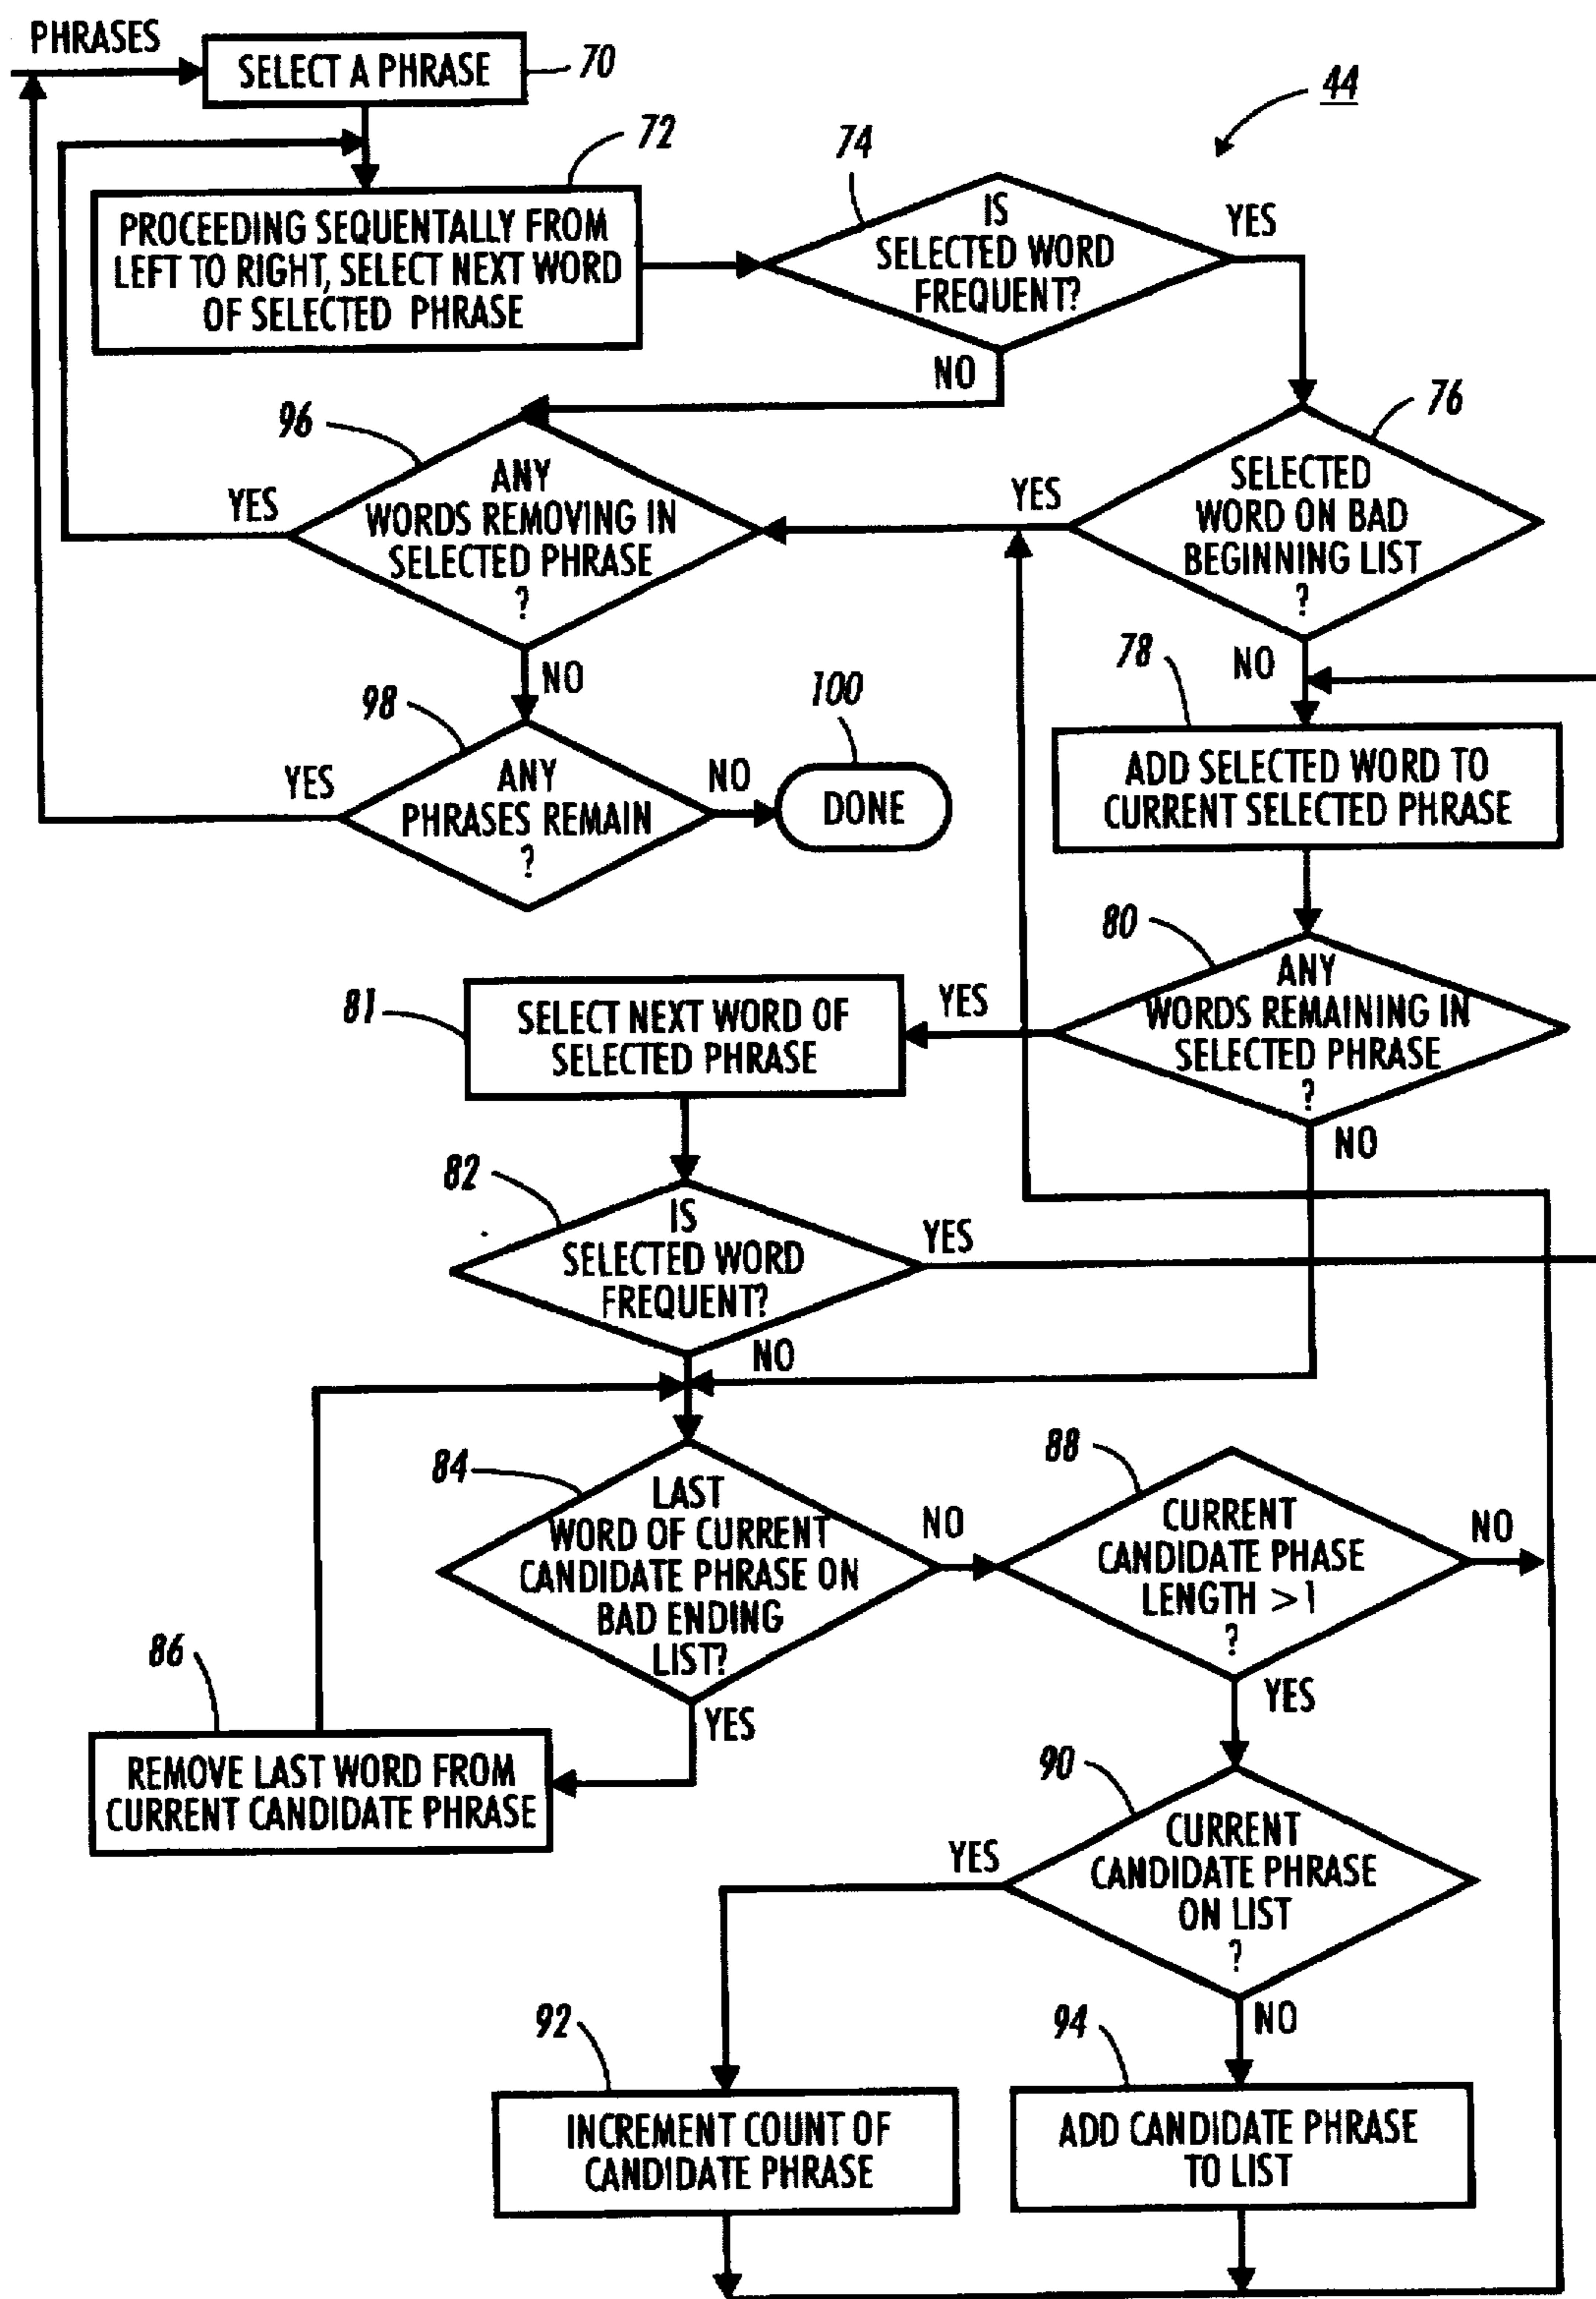 PHRASES
SELECT A PHRASE
70
44
72
PROCEEDING SEQUENTALLY FROM
LEFT TO RIGHT, SELECT NEXT WORD
OF SELECTED PHRASE
74
IS
SELECTED WORD
FREQUENT?
YES
NO
76
SELECTED
WORD ON BAD
BEGINNING LIST
?
YES
NO
96
ANY
WORDS REMOVING IN
SELECTED PHRASE
?
YES
NO
98
ANY
PHRASES REMAIN
?
YES
NO
100
DONE
78
ADD SELECTED WORD TO
CURRENT SELECTED PHRASE
80
ANY
WORDS REMAINING IN
SELECTED PHRASE
?
YES
NO
81
SELECT NEXT WORD OF
SELECTED PHRASE
82
IS
SELECTED WORD
FREQUENT?
YES
NO
84
LAST
WORD OF CURRENT
CANDIDATE PHRASE ON
BAD ENDING
LIST?
NO
YES
86
REMOVE LAST WORD FROM
CURRENT CANDIDATE PHRASE
88
CURRENT
CANDIDATE PHASE
LENGTH >1
?
NO
YES
90
CURRENT
CANDIDATE PHRASE
ON LIST
?
YES
NO
92
INCREMENT COUNT OF
CANDIDATE PHRASE
94
ADD CANDIDATE PHRASE
TO LIST